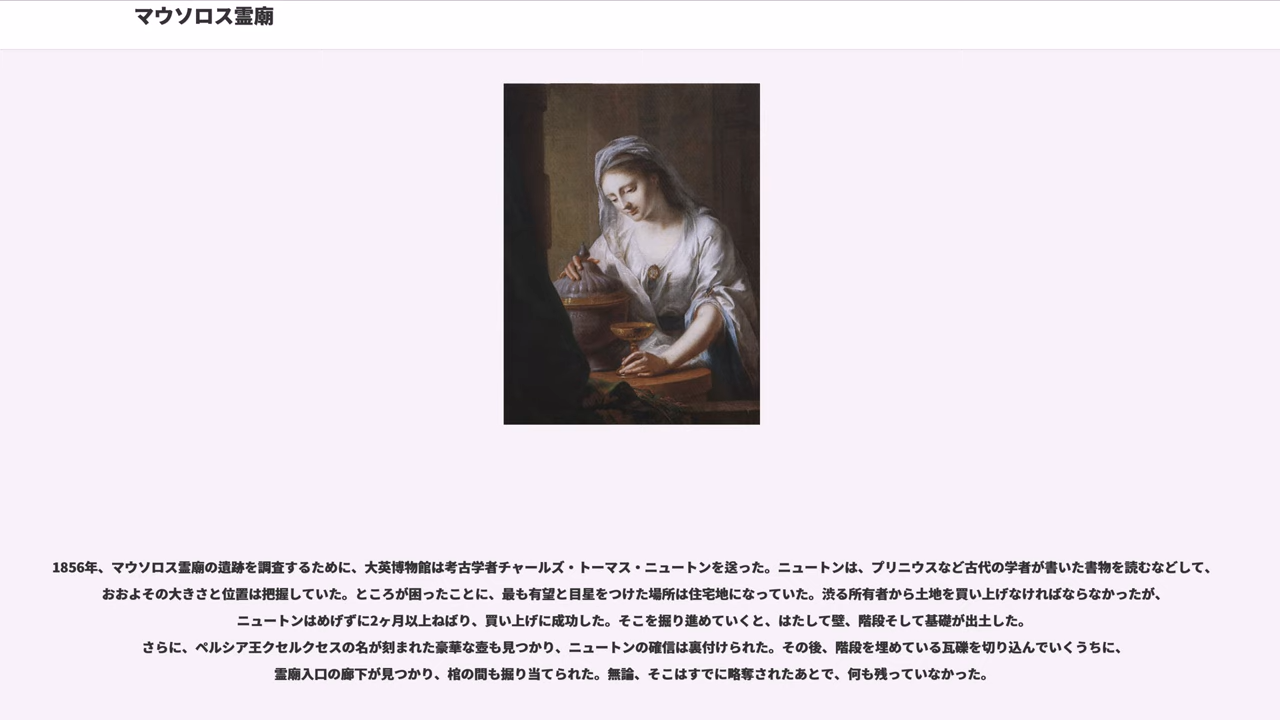 マウソロス霊廟
1856年、マウソロス霊廟の遺跡を調査するために、大英博物館は考古学者チャールズ・トーマス・ニュートンを送った。ニュートンは、プリニウスなど古代の学者が書いた書物を読むなどして、
おおよその大きさと位置は把握していた。ところが困ったことに、最も有望と目星をつけた場所は住宅地になっていた。渋る所有者から土地を買い上げなければならなかったが、
ニュートンはめげずに2ヶ月以上ねばり、買い上げに成功した。そこを掘り進めていくと、はたして壁、階段そして基礎が出土した。
さらに、ペルシア王クセルクセスの名が刻まれた豪華な壺も見つかり、ニュートンの確信は裏付けられた。その後、階段を埋めている瓦礫を切り込んでいくうちに、
霊廟入口の廊下が見つかり、棺の間も掘り当てられた。無論、そこはすでに略奪されたあとで、何も残っていなかった。